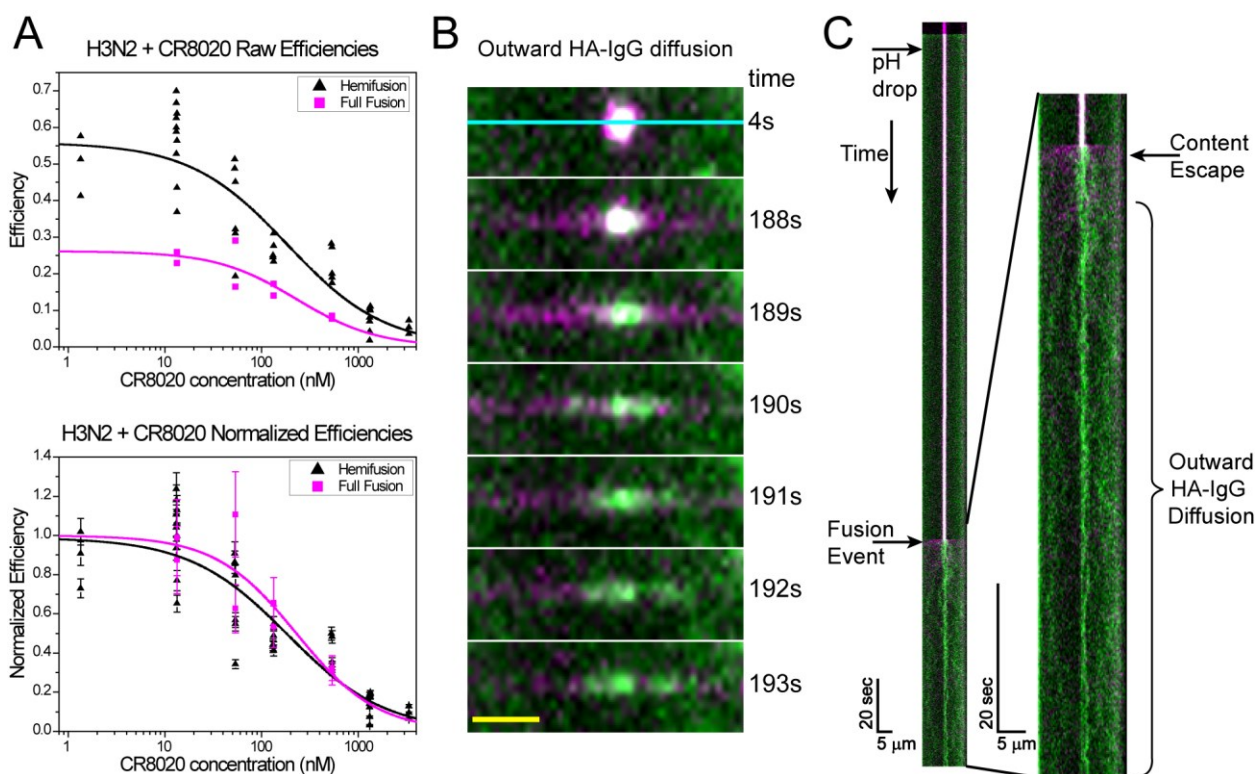 A
H3N2 + CR8020 Raw Efficiencies
Hemifusion
Full Fusion
Efficiency
0.7
0.6
0.5
0.4
0.3
0.2
0.1
0.0
1
10
100
1000
CR8020 concentration (nM)
H3N2 + CR8020 Normalized Efficiencies
Hemifusion
Full Fusion
Normalized Efficiency
1.4
1.2
1.0
0.8
0.6
0.4
0.2
0.0
1
10
100
1000
CR8020 concentration (nM)
B
Outward HA-IgG diffusion
time
4s
188s
189s
190s
191s
192s
193s
C
pH
drop
Time
Fusion
Event
20 sec
5 μm
Content
Escape
Outward
HA-IgG
Diffusion
20 sec
5 μm